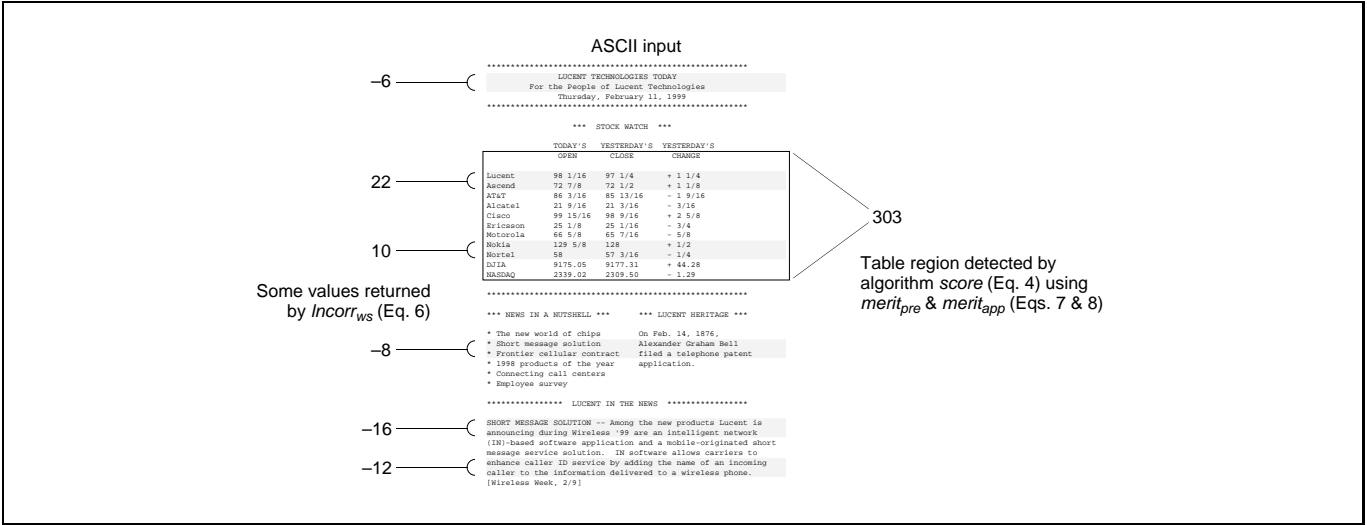 ASCII input
******************************************************
LUCENT TECHNOLOGIES TODAY
For the People of Lucent Technologies
Thursday, February 11, 1999
******************************************************
*** STOCK WATCH ***
TODAY'S YESTERDAY'S YESTERDAY'S
OPEN CLOSE CHANGE
Lucent 98 1/16 97 1/4 + 1 1/4
Ascend 72 7/8 72 1/2 + 1 1/8
AT&T 86 3/16 85 13/16 - 1 9/16
Alcatel 21 9/16 21 3/16 - 3/16
Cisco 99 15/16 98 9/16 + 2 5/8
Ericsson 25 1/8 25 1/16 - 3/4
Motorola 66 5/8 65 7/16 - 5/8
Nokia 129 5/8 128 + 1/2
Nortel 58 57 3/16 - 1/4
DJIA 9175.05 9177.31 + 44.28
NASDAQ 2339.02 2309.50 - 1.29
******************************************************
*** NEWS IN A NUTSHELL *** *** LUCENT HERITAGE ***
* The new world of chips On Feb. 14, 1876,
* Short message solution Alexander Graham Bell
* Frontier cellular contract filed a telephone patent
* 1998 products of the year application.
* Connecting call centers
* Employee survey
**************** LUCENT IN THE NEWS *****************
SHORT MESSAGE SOLUTION -- Among the new products Lucent is
announcing during Wireless '99 are an intelligent network
(IN)-based software application and a mobile-originated short
message service solution. IN software allows carriers to
enhance caller ID service by adding the name of an incoming
caller to the information delivered to a wireless phone.
[Wireless Week, 2/9]
–6
22
10
Some values returned
by Incorrws (Eq. 6)
–8
–16
–12
303
Table region detected by
algorithm score (Eq. 4) using
meritpre & meritapp (Eqs. 7 & 8)